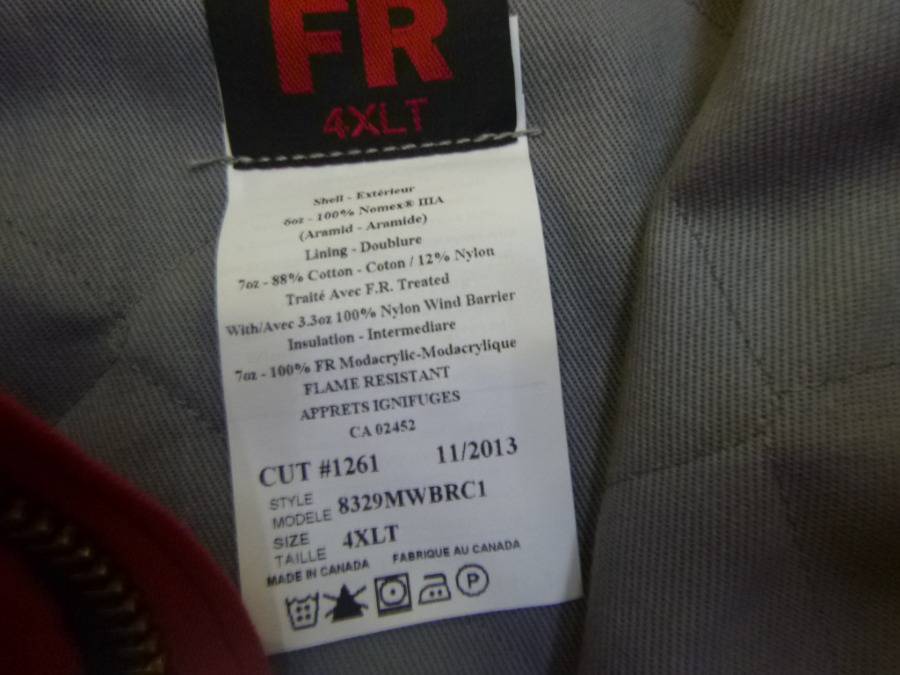 FR
4XLT
Shell - Extérieur
6oz - 100% Nomex® IIIA
(Aramid - Aramide)
Lining - Doublure
7oz - 88% Cotton - Coton / 12% Nylon
Traité Avec F.R. Treated
With/Avec 3.3oz 100% Nylon Wind Barrier
Insulation - Intermediare
7oz - 100% FR Modacrylic-Modacrylique
FLAME RESISTANT
APPRETS IGNIFUGES
CA 02452
CUT #1261 11/2013
STYLE
MODELE 8329MWBRC1
SIZE
TAILLE 4XLT
MADE IN CANADA FABRIQUE AU CANADA
P